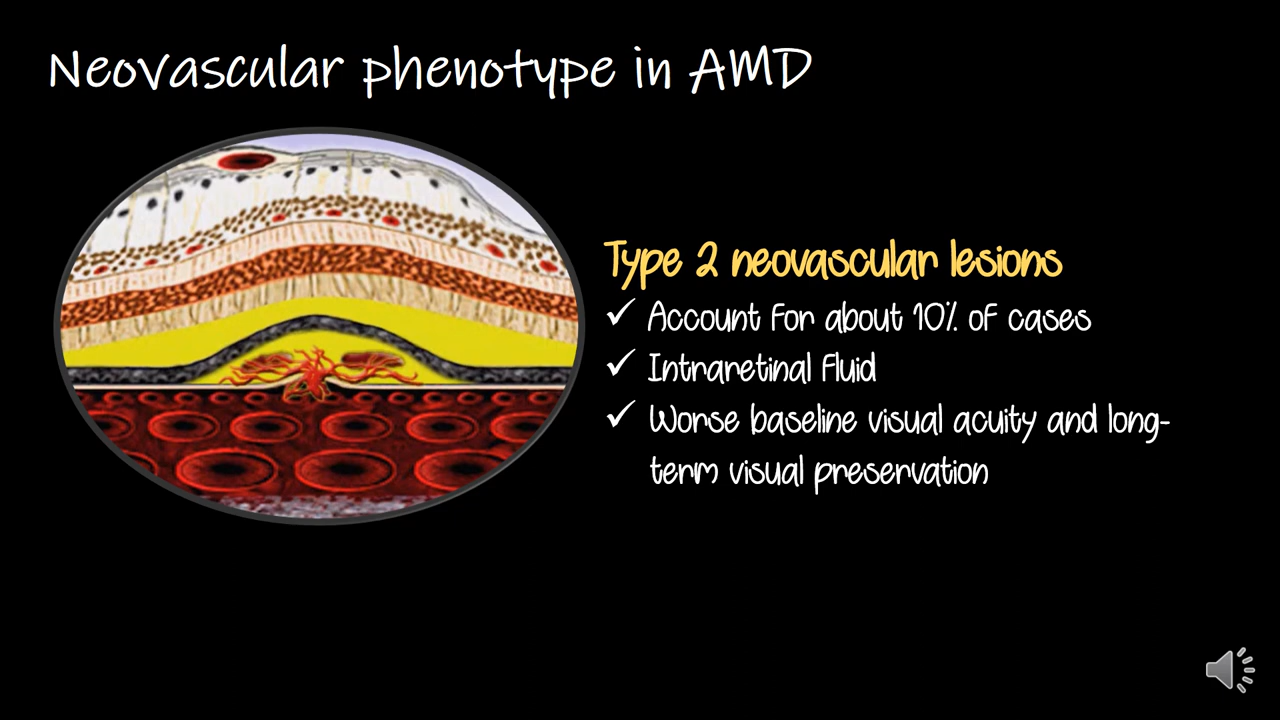 Neovascular phenotype in AMD
Type 2 neovascular lesions
✓ Account for about 10% of cases
✓ Intraretinal fluid
✓ Worse baseline visual acuity and long-
term visual preservation